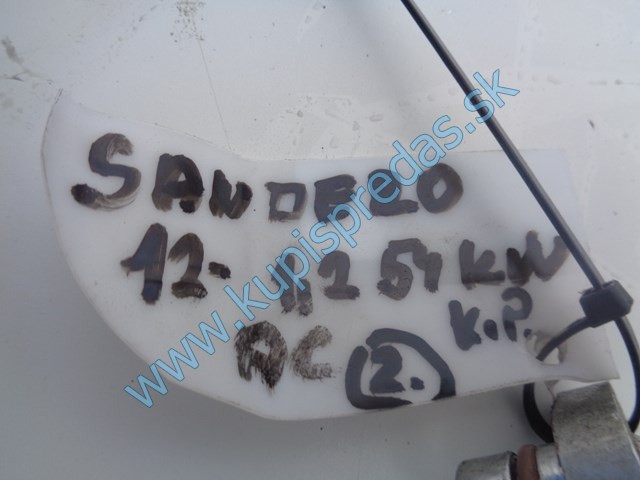 SANDERO
12- 1,2 54 KW
K.P.
AC 2.
www.kupispredas.sk